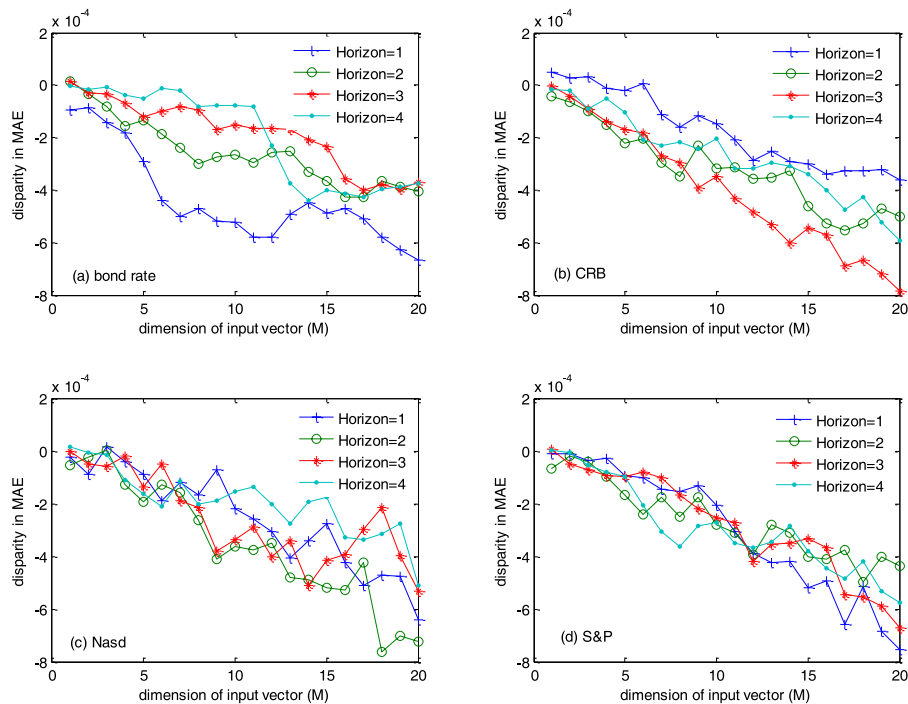 x 10⁻⁴
2
0
-2
-4
-6
-8
disparity in MAE
0
5
10
15
20
dimension of input vector (M)
Horizon=1
Horizon=2
Horizon=3
Horizon=4
(a) bond rate
x 10⁻⁴
2
0
-2
-4
-6
-8
disparity in MAE
0
5
10
15
20
dimension of input vector (M)
Horizon=1
Horizon=2
Horizon=3
Horizon=4
(b) CRB
x 10⁻⁴
2
0
-2
-4
-6
-8
disparity in MAE
0
5
10
15
20
dimension of input vector (M)
Horizon=1
Horizon=2
Horizon=3
Horizon=4
(c) Nasd
x 10⁻⁴
2
0
-2
-4
-6
-8
disparity in MAE
0
5
10
15
20
dimension of input vector (M)
Horizon=1
Horizon=2
Horizon=3
Horizon=4
(d) S&P